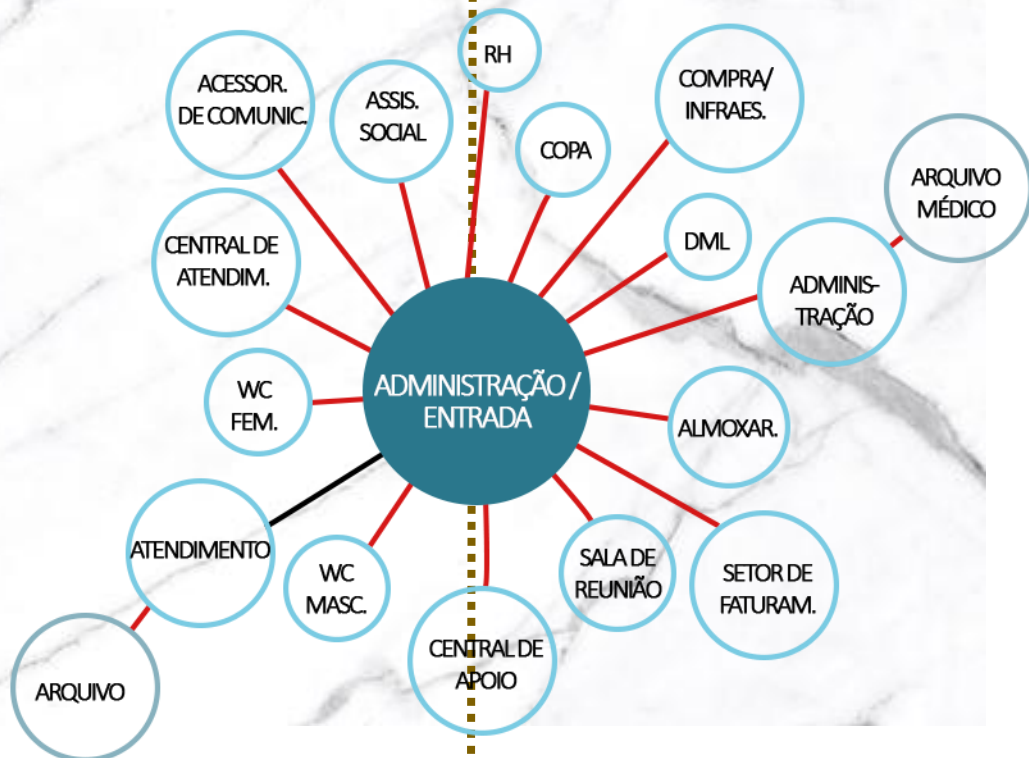 RH
ACESSOR.
DE COMUNIC.
ASSIS.
SOCIAL
COMPRA/
INFRAES.
COPA
ARQUIVO
MÉDICO
CENTRAL DE
ATENDIM.
DML
ADMINIS-
TRAÇÃO
WC
FEM.
ADMINISTRAÇÃO /
ENTRADA
ALMOXAR.
ATENDIMENTO
WC
MASC.
SALA DE
REUNIÃO
SETOR DE
FATURAM.
CENTRAL DE
APOIO
ARQUIVO